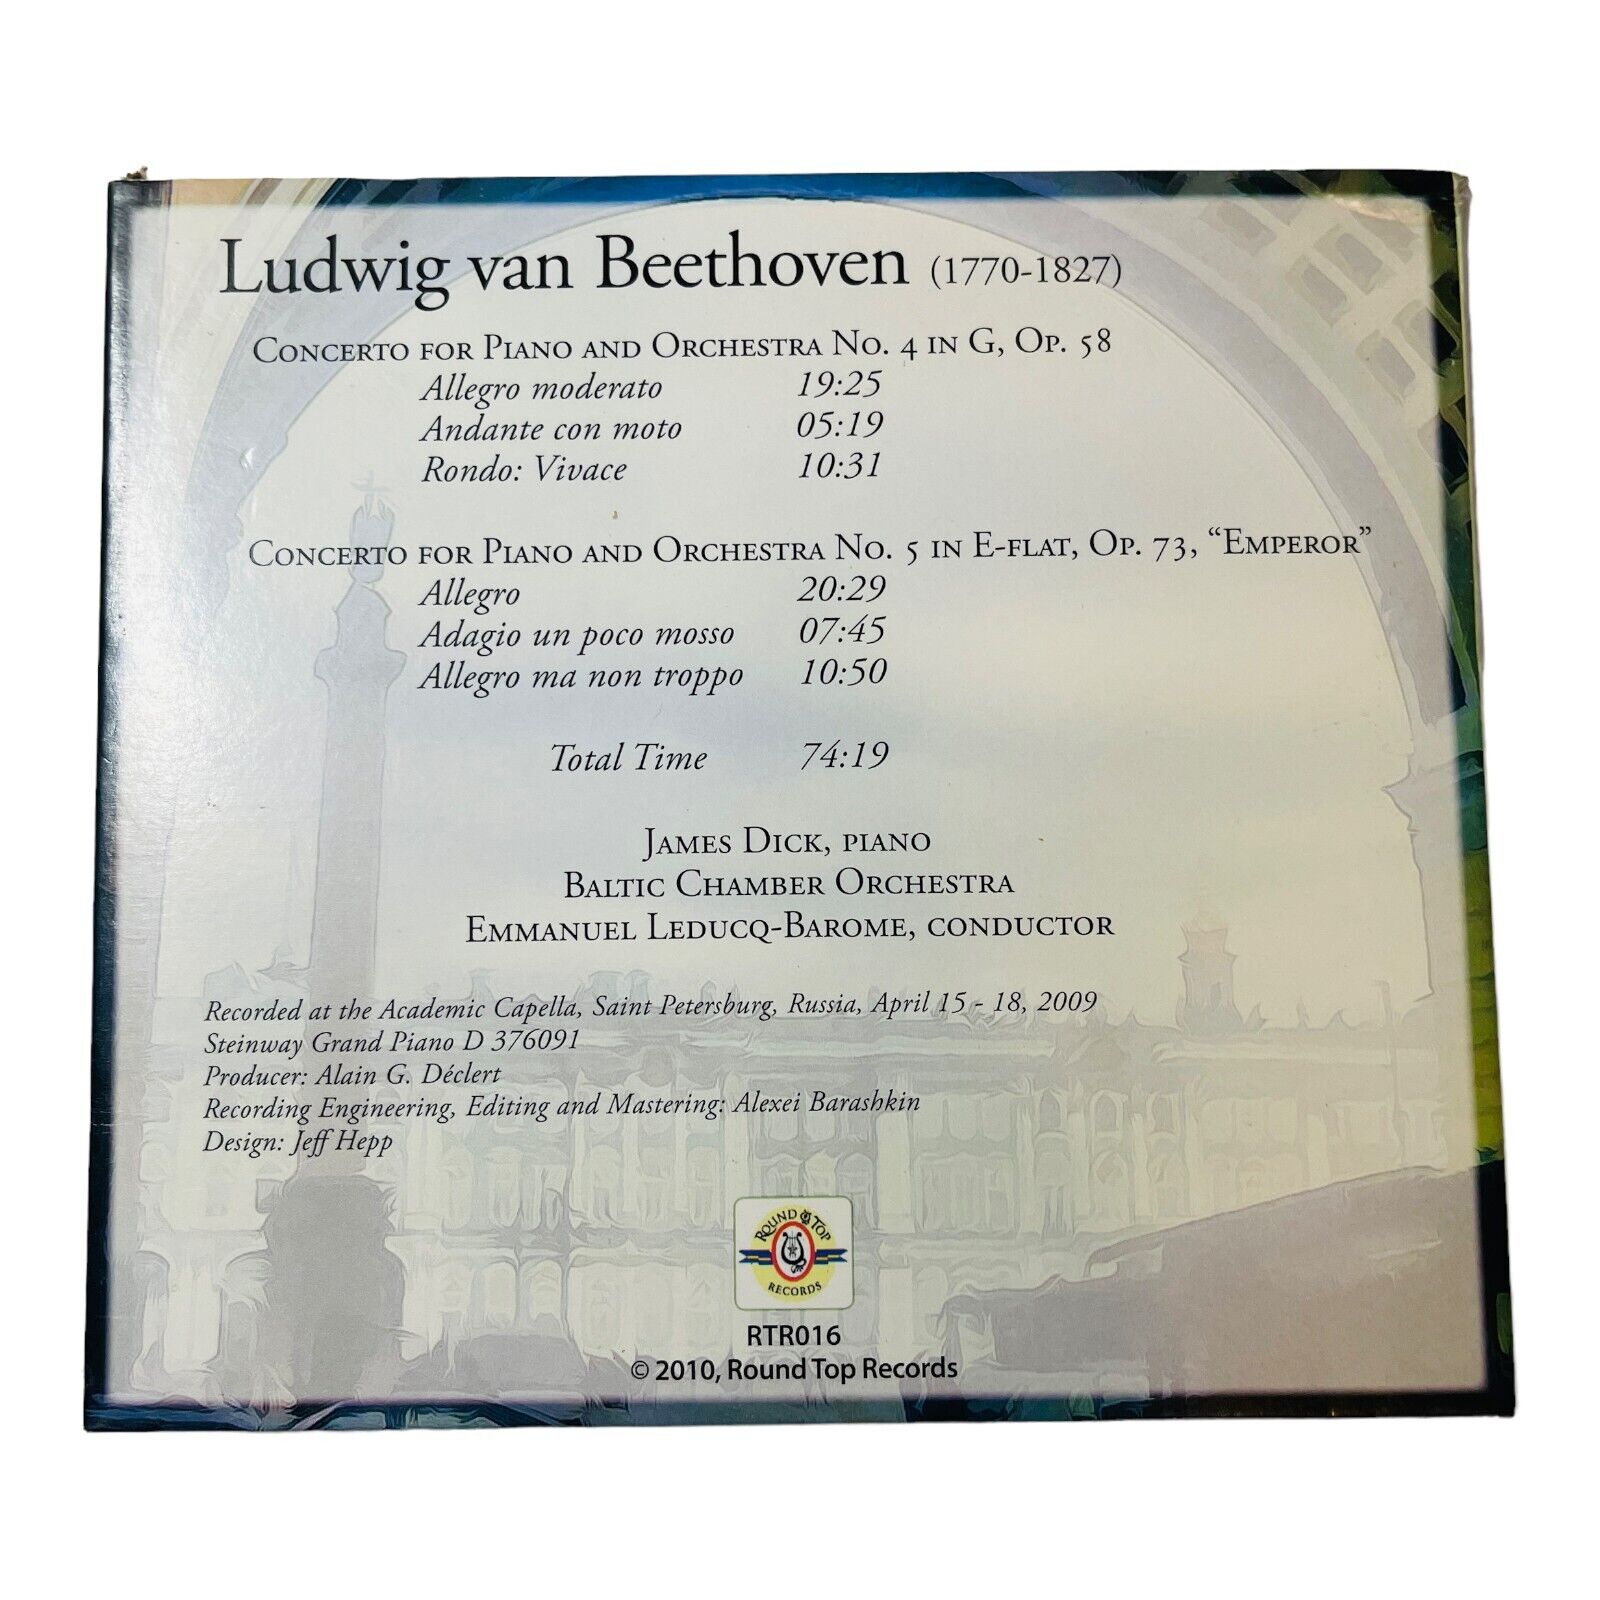 Ludwig van Beethoven (1770-1827)
Concerto for Piano and Orchestra No. 4 in G, Op. 58
Allegro moderato 19:25
Andante con moto 05:19
Rondo: Vivace 10:31
Concerto for Piano and Orchestra No. 5 in E-flat, Op. 73, “Emperor”
Allegro 20:29
Adagio un poco mosso 07:45
Allegro ma non troppo 10:50
Total Time 74:19
James Dick, piano
Baltic Chamber Orchestra
Emmanuel Leducq-Barome, conductor
Recorded at the Academic Capella, Saint Petersburg, Russia, April 15 - 18, 2009
Steinway Grand Piano D 376091
Producer: Alain G. Déclert
Recording Engineering, Editing and Mastering: Alexei Barashkin
Design: Jeff Hepp
ROUND TOP
RECORDS
RTR016
© 2010, Round Top Records